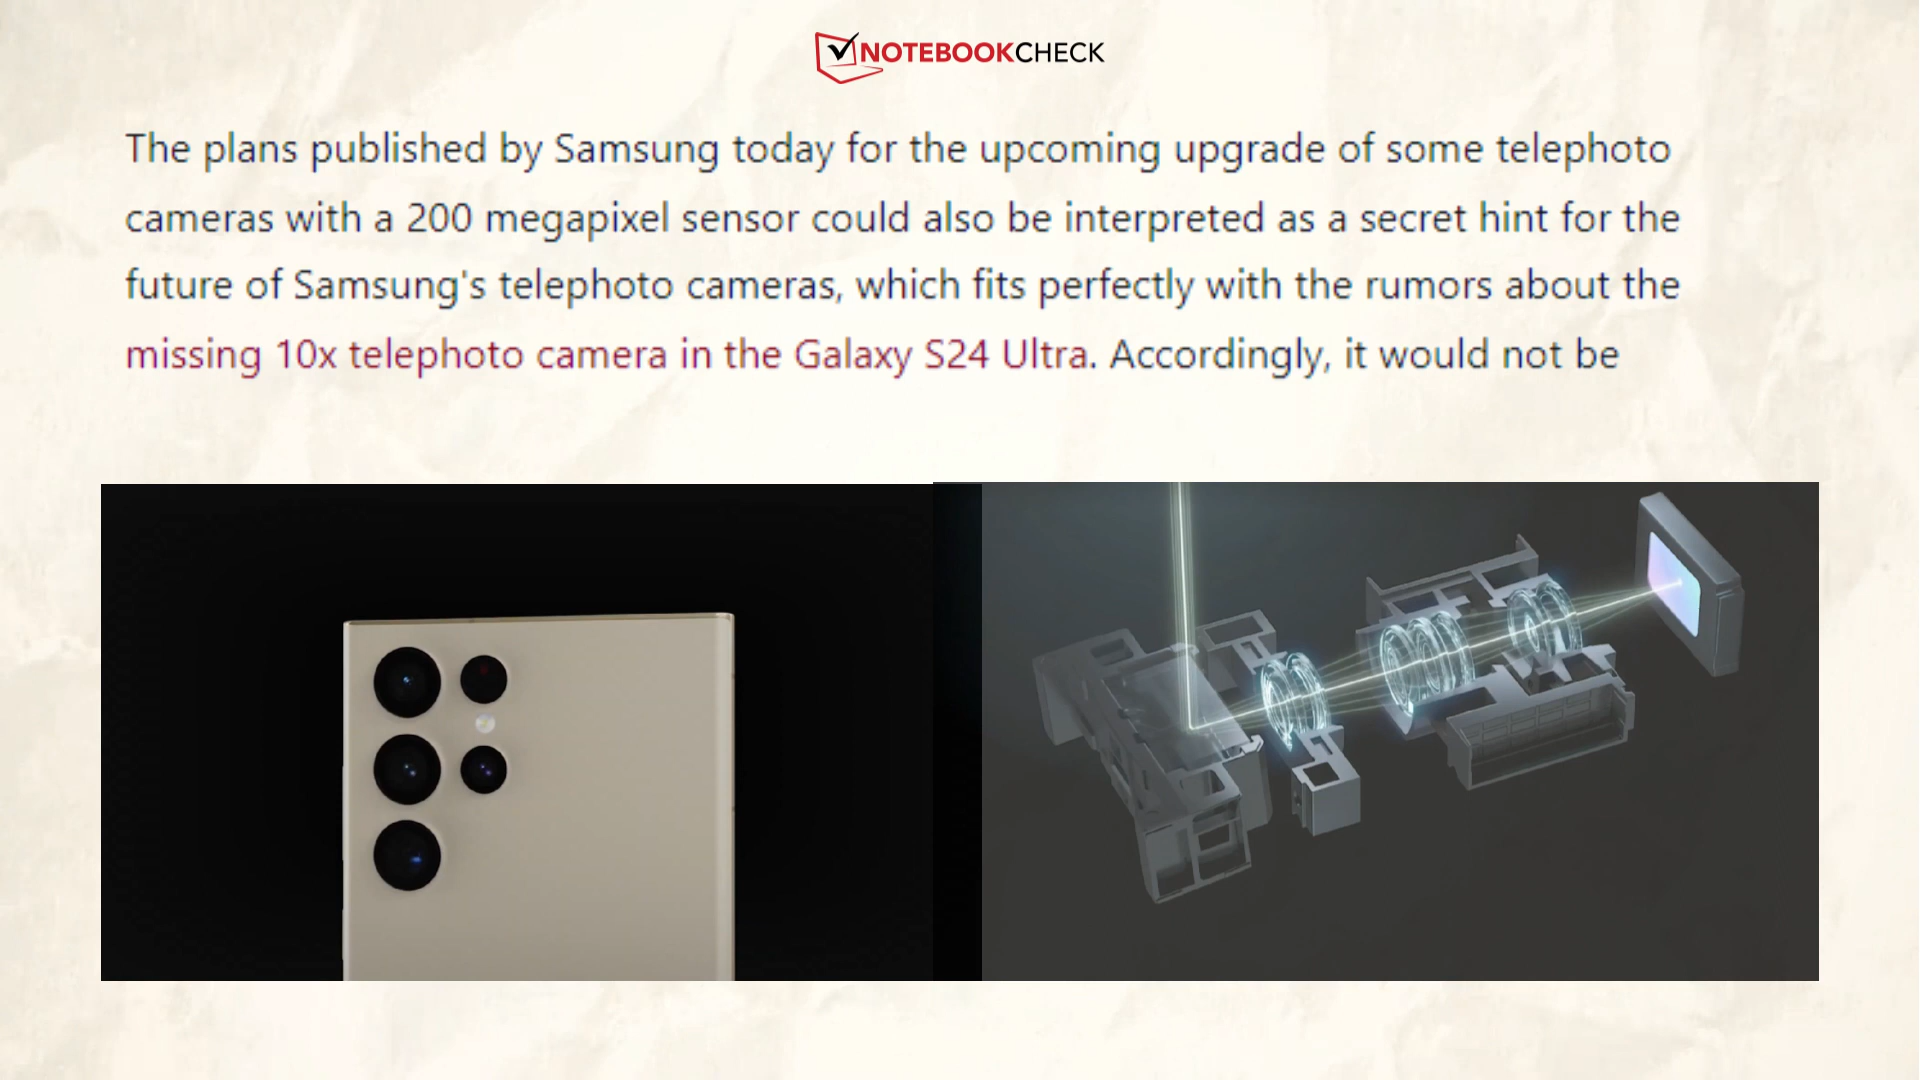 NOTEBOOKCHECK
The plans published by Samsung today for the upcoming upgrade of some telephoto
cameras with a 200 megapixel sensor could also be interpreted as a secret hint for the
future of Samsung's telephoto cameras, which fits perfectly with the rumors about the
missing 10x telephoto camera in the Galaxy S24 Ultra. Accordingly, it would not be